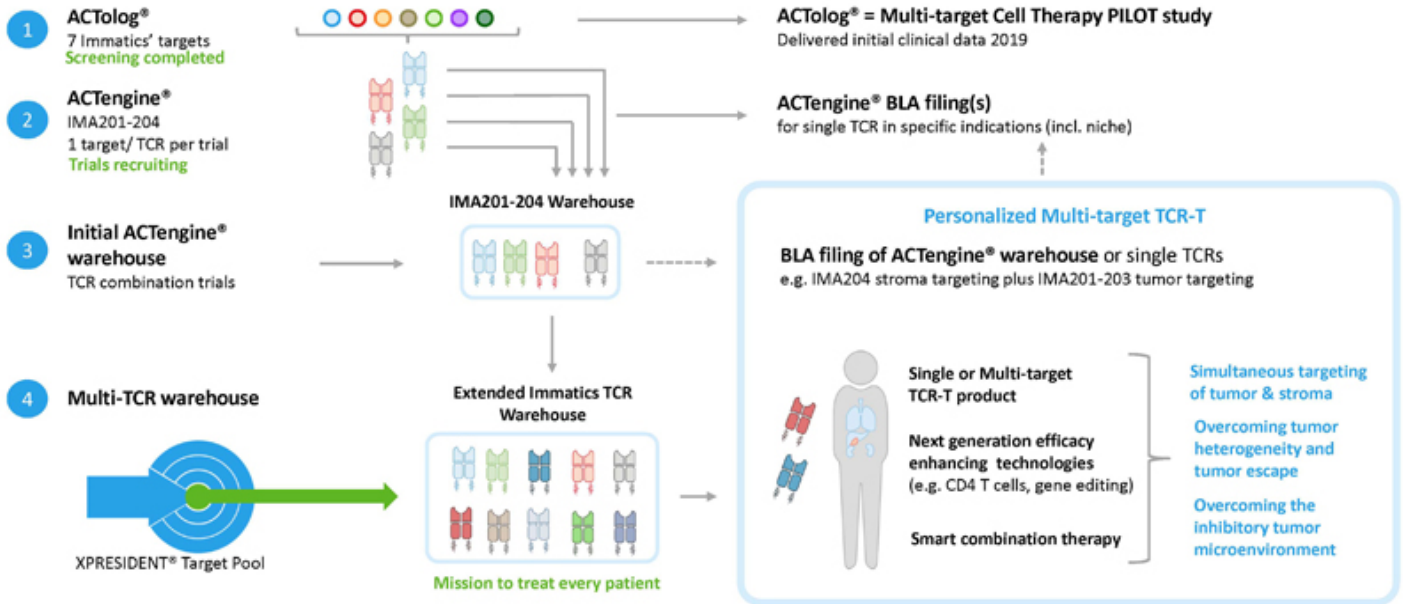 1
ACTolog®
7 Immatics' targets
Screening completed
ACTolog® = Multi-target Cell Therapy PILOT study
Delivered initial clinical data 2019
2
ACTengine®
IMA201-204
1 target/ TCR per trial
Trials recruiting
ACTengine® BLA filing(s)
for single TCR in specific indications (incl. niche)
3
Initial ACTengine®
warehouse
TCR combination trials
IMA201-204 Warehouse
Personalized Multi-target TCR-T
BLA filing of ACTengine® warehouse or single TCRs
e.g. IMA204 stroma targeting plus IMA201-203 tumor targeting
4
Multi-TCR warehouse
XPRESIDENT® Target Pool
Extended Immatics TCR
Warehouse
Mission to treat every patient
Single or Multi-target
TCR-T product
Next generation efficacy
enhancing technologies
(e.g. CD4 T cells, gene editing)
Smart combination therapy
Simultaneous targeting
of tumor & stroma
Overcoming tumor
heterogeneity and
tumor escape
Overcoming the
inhibitory tumor
microenvironment